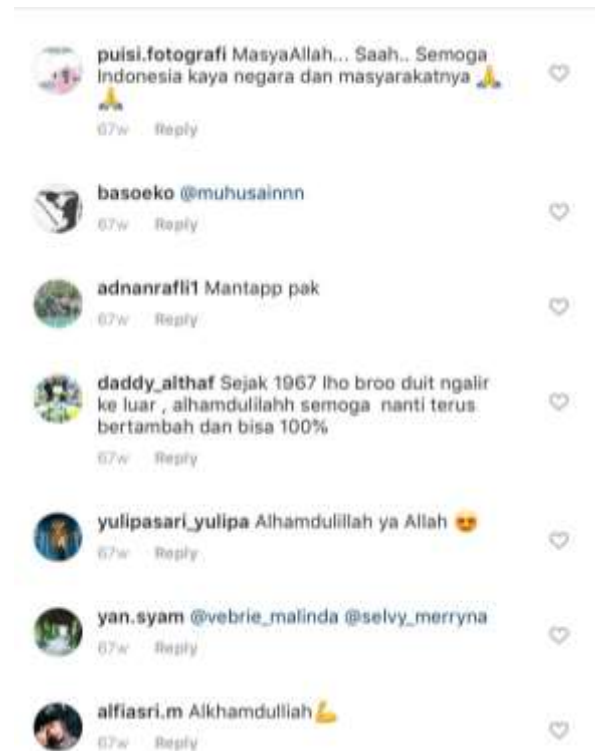 puisi.fotografi MasyaAllah... Saah.. Semoga
Indonesia kaya negara dan masyarakatnya 🙏
🙏
67w Reply
basoeko @muhusainnn
67w Reply
adnanrafli1 Mantapp pak
67w Reply
daddy_althaf Sejak 1967 lho broo duit ngalir
ke luar , alhamdulilahh semoga nanti terus
bertambah dan bisa 100%
67w Reply
yulipasari_yulipa Alhamdulillah ya Allah 😍
67w Reply
yan.syam @vebrie_malinda @selvy_merryna
67w Reply
alfiasri.m Alkhamdulliah💪
67w Reply